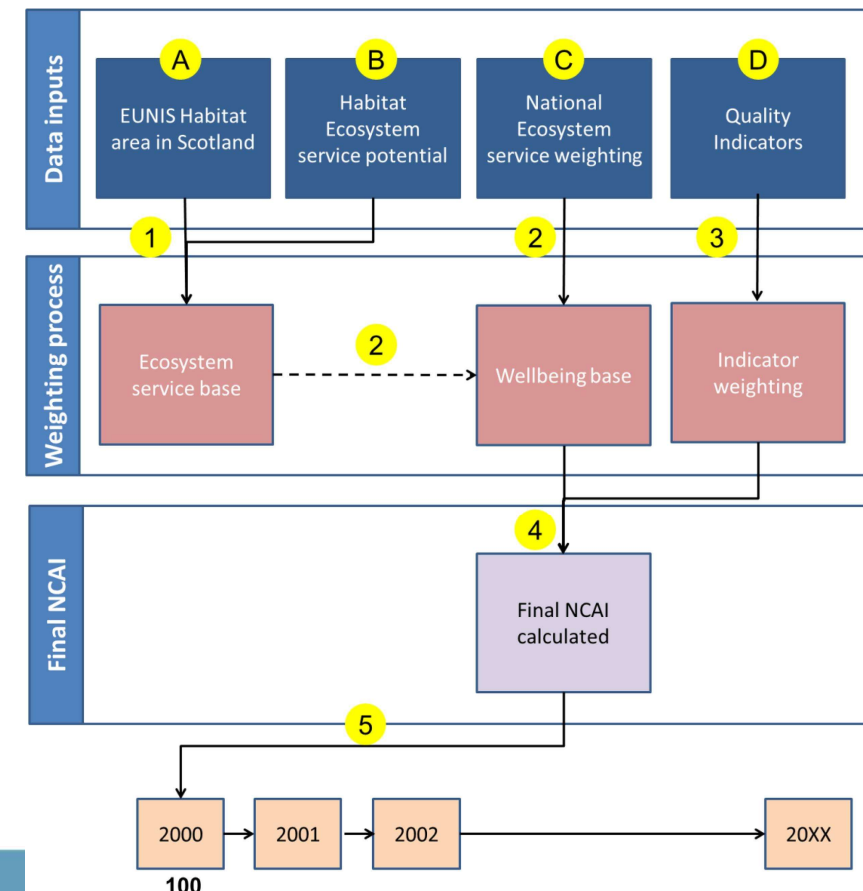 Data inputs
A
B
C
D
EUNIS Habitat
area in Scotland
Habitat
Ecosystem
service potential
National
Ecosystem
service weighting
Quality
Indicators
1
2
3
Weighting process
Ecosystem
service base
2
Wellbeing base
Indicator
weighting
Final NCAI
4
Final NCAI
calculated
5
2000
2001
2002
20XX
100